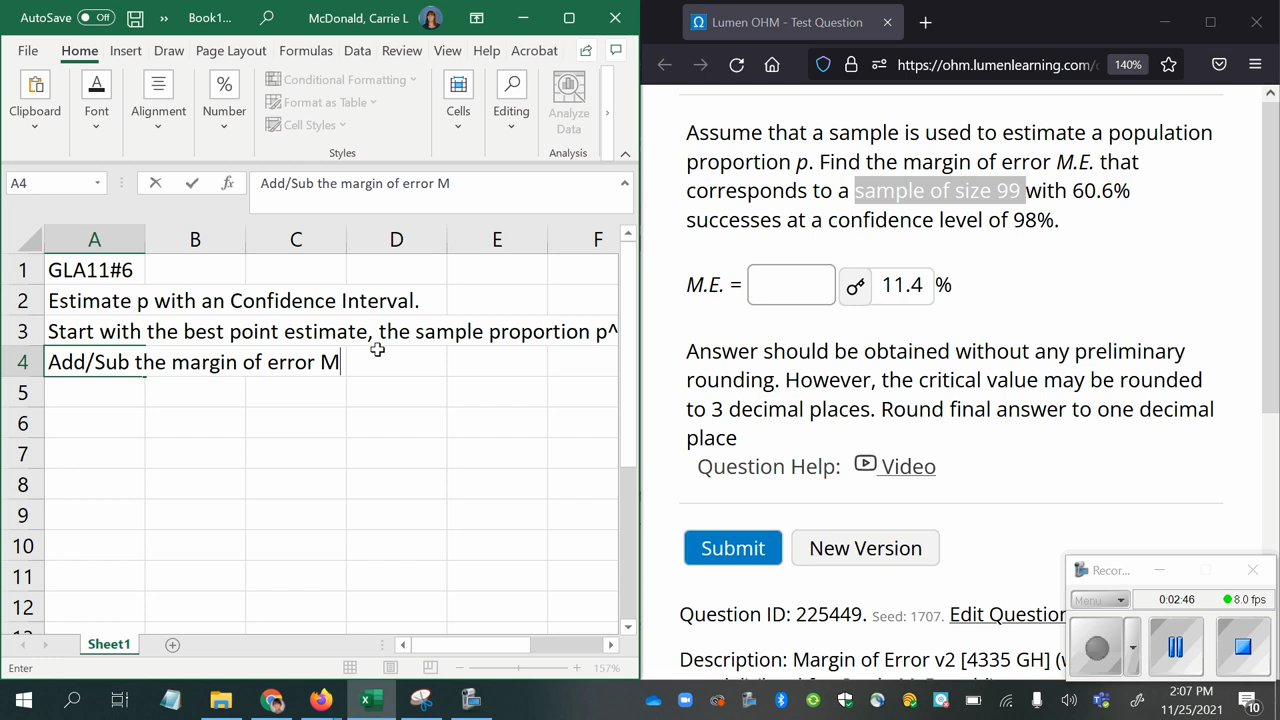 AutoSave Off » Book1... McDonald, Carrie L
File Home Insert Draw Page Layout Formulas Data Review View Help Acrobat
Clipboard Font Alignment Number Conditional Formatting Format as Table Cell Styles Styles Cells Editing Analyze Data Analysis
A4 fx Add/Sub the margin of error M
A B C D E F
1 GLA11#6
2 Estimate p with an Confidence Interval.
3 Start with the best point estimate, the sample proportion p^
4 Add/Sub the margin of error M
5
6
7
8
9
10
11
12
Sheet1
Enter 157%
Lumen OHM - Test Question
https://ohm.lumenlearning.com/ 140%
Assume that a sample is used to estimate a population
proportion p. Find the margin of error M.E. that
corresponds to a sample of size 99 with 60.6%
successes at a confidence level of 98%.
M.E. = 11.4 %
Answer should be obtained without any preliminary
rounding. However, the critical value may be rounded
to 3 decimal places. Round final answer to one decimal
place
Question Help: Video
Submit New Version
Question ID: 225449. Seed: 1707. Edit Question
Description: Margin of Error v2 [4335 GH] (
Recor...
Menu 0:02:46 8.0 fps
2:07 PM
11/25/2021
10